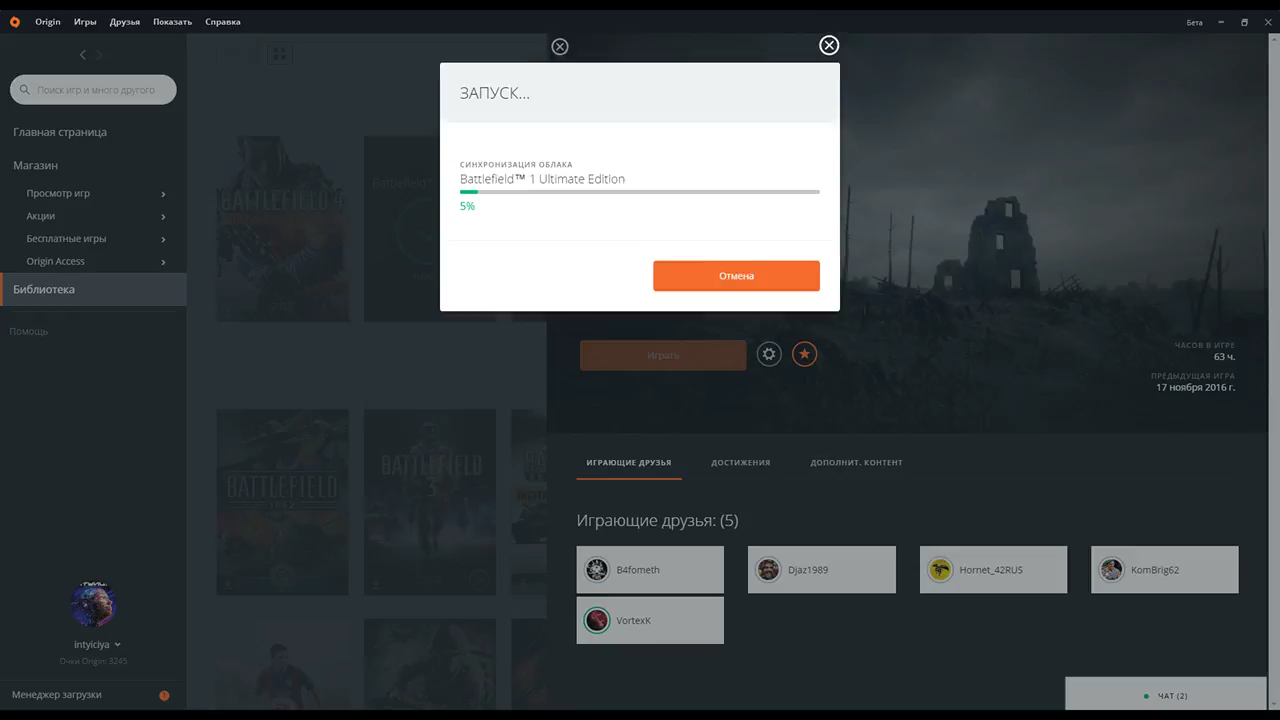 Origin Игры Друзья Показать Справка
Бета
Поиск игр и много другого
Главная страница
Магазин
Просмотр игр
Акции
Бесплатные игры
Origin Access
Библиотека
Помощь
intyiciya
Очки Origin: 3245
Менеджер загрузки
ЗАПУСК...
СИНХРОНИЗАЦИЯ ОБЛАКА
Battlefield™ 1 Ultimate Edition
5%
Отмена
BATTLEFIELD 4
BATTLEFIELD
1942
BATTLEFIELD
3
Играть
ЧАСОВ В ИГРЕ
63 ч.
ПРЕДЫДУЩАЯ ИГРА
17 ноября 2016 г.
ИГРАЮЩИЕ ДРУЗЬЯ ДОСТИЖЕНИЯ ДОПОЛНИТ. КОНТЕНТ
Играющие друзья: (5)
B4fometh Djaz1989 Hornet_42RUS KomBrig62
VortexK
ЧАТ (2)